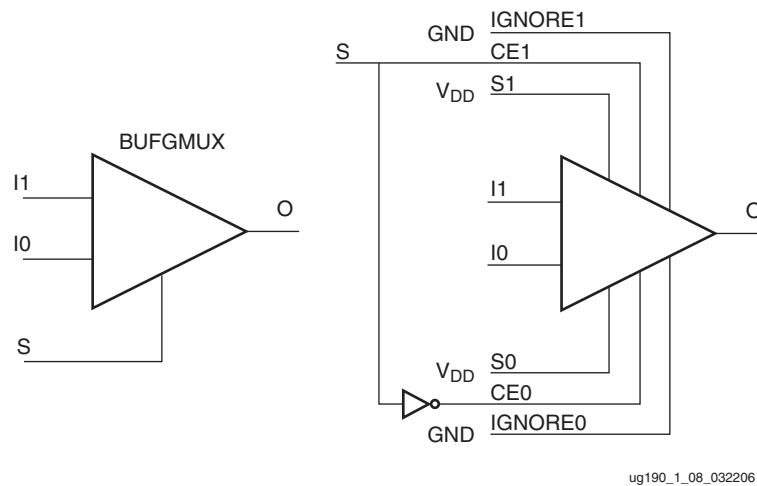 BUFGMUX
I1
I0
S
O
S
GND IGNORE1
CE1
VDD S1
I1
I0
O
VDD S0
CE0
GND IGNORE0
ug190_1_08_032206